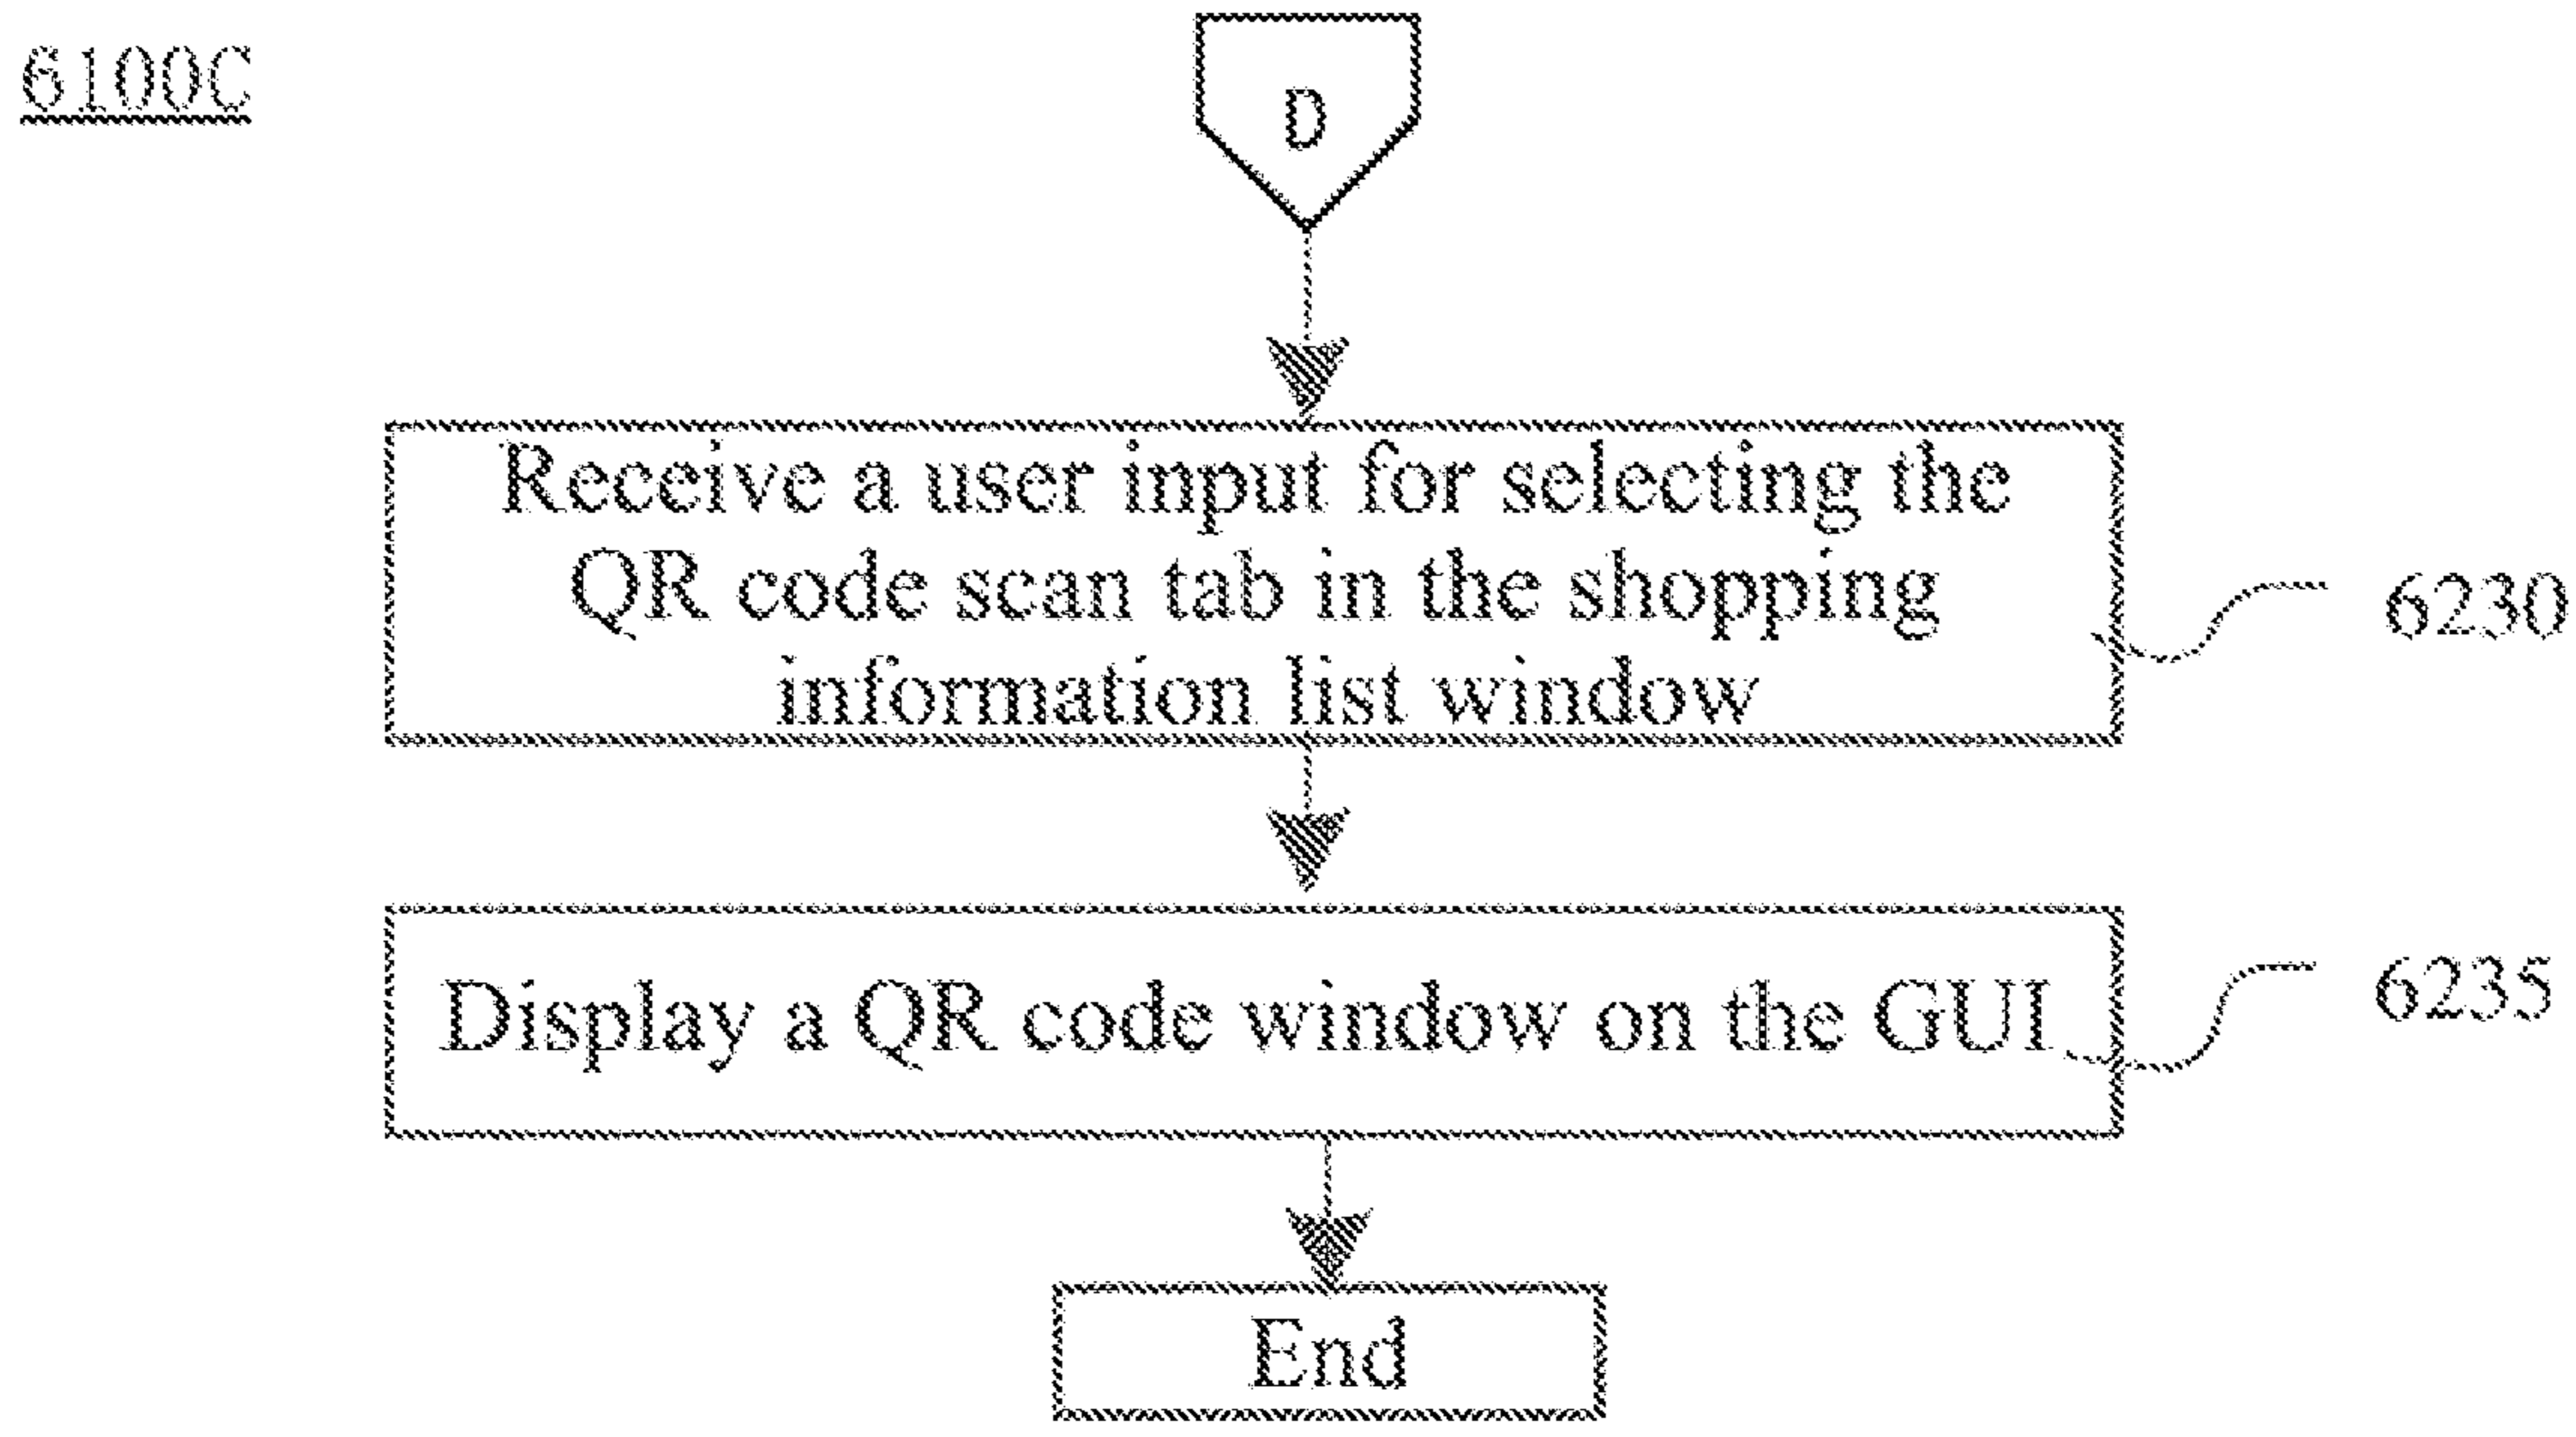 6100C
D
Receive a user input for selecting the
QR code scan tab in the shopping
information list window
6230
Display a QR code window on the GUI
6235
End